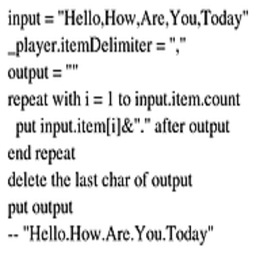 input = "Hello,How,Are,You,Today"
_player.itemDelimiter = ","
output = ""
repeat with i = 1 to input.item.count
  put input.item[i]&"." after output
end repeat
delete the last char of output
put output
-- "Hello.How.Are.You.Today"